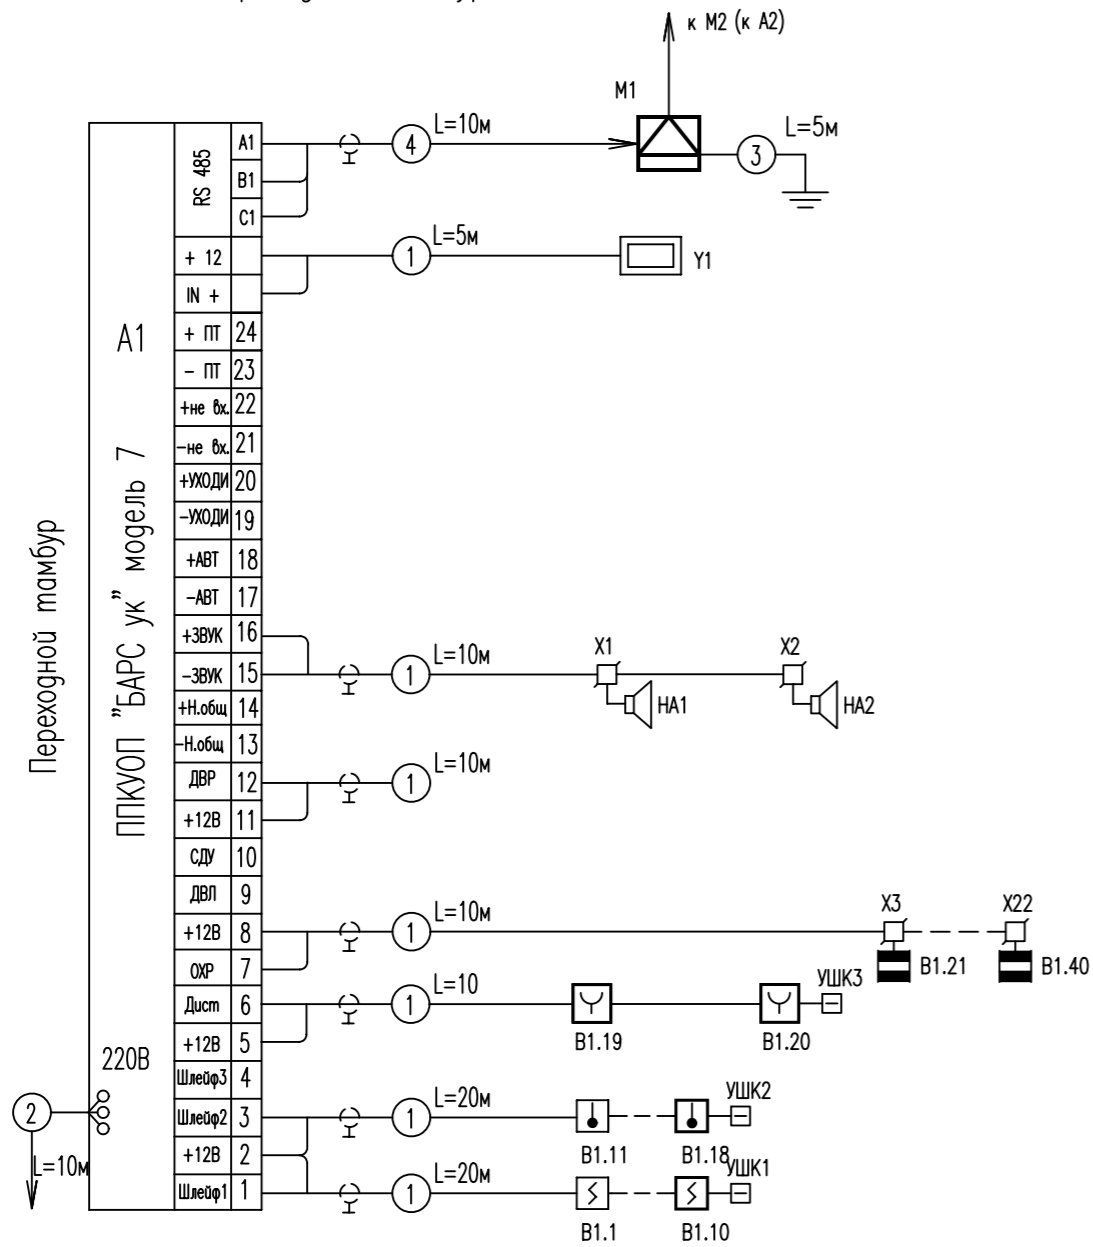 к М2 (к А2)
М1
L=10м
4
L=5м
3
RS 485
A1
B1
C1
+ 12
L=5м
1
Y1
IN +
А1
+ ПТ 24
- ПТ 23
+не вх. 22
-не вх. 21
+УХОДИ 20
-УХОДИ 19
+АВТ 18
-АВТ 17
+ЗВУК 16
-ЗВУК 15
L=10м
1
X1
X2
НА1
НА2
+Н.общ 14
-Н.общ 13
ДВР 12
L=10м
1
+12В 11
СДУ 10
ДВЛ 9
+12В 8
L=10м
1
X3
X22
В1.21
В1.40
ОХР 7
Дист 6
L=10
1
УШК3
В1.19
В1.20
+12В 5
Шлейф3 4
Шлейф2 3
L=20м
1
УШК2
В1.11
В1.18
+12В 2
Шлейф1 1
L=20м
1
УШК1
В1.1
В1.10
Переходной тамбур
ППКУОП "БАРС ук" модель 7
220В
2
L=10м